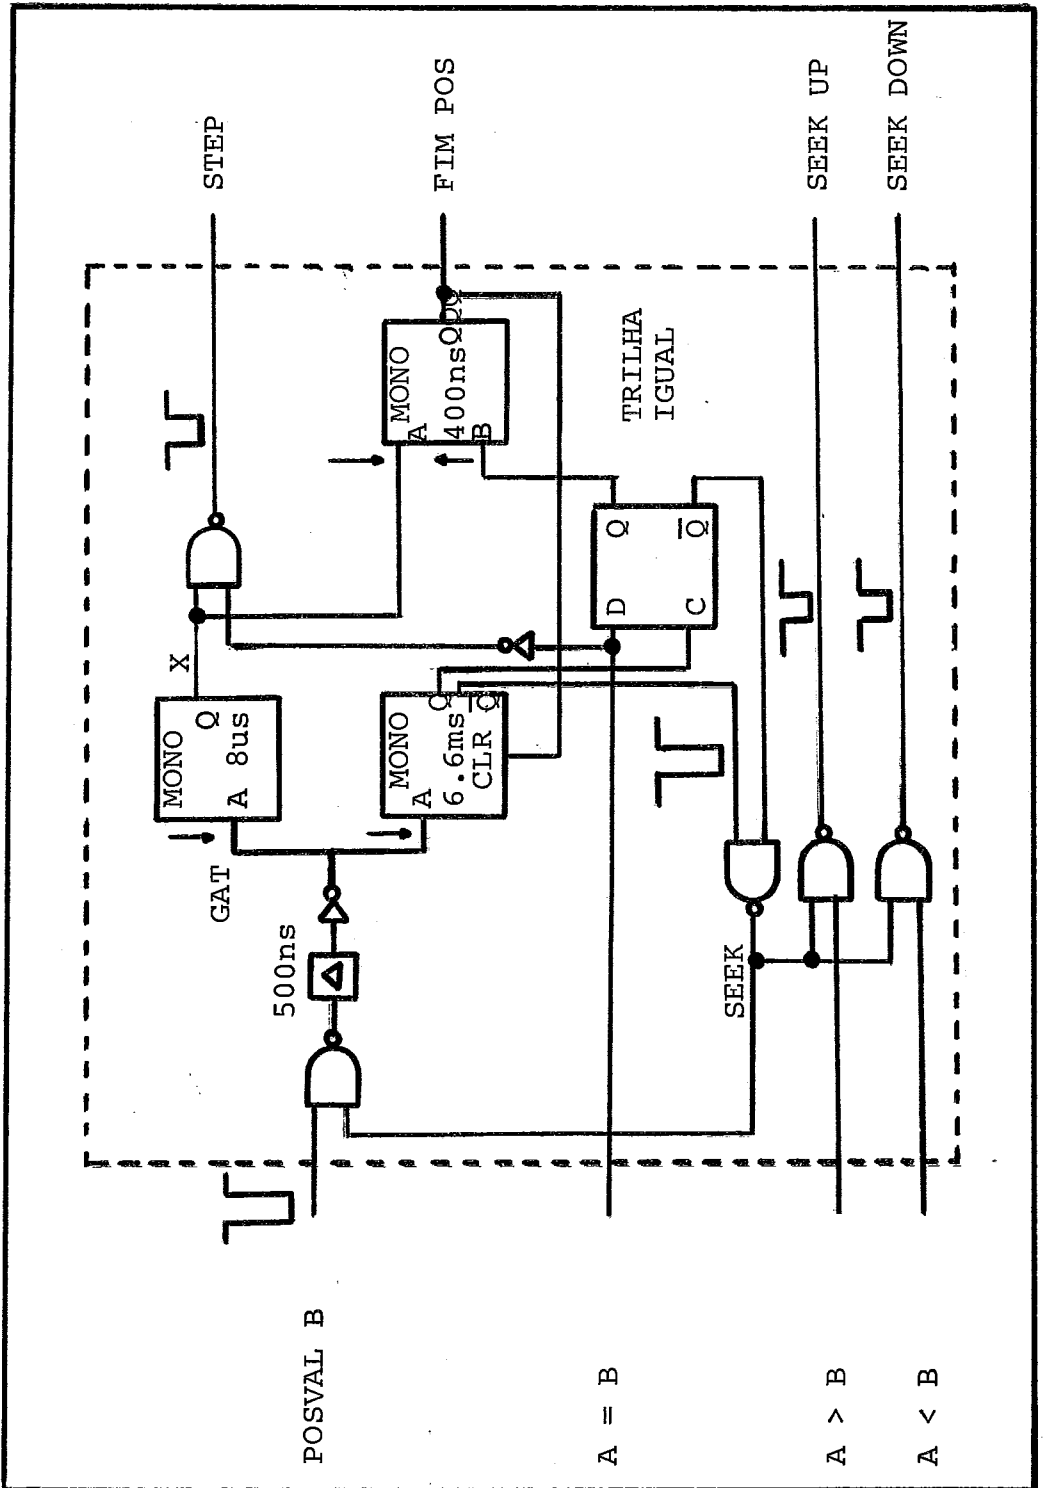 POSVAL B
A = B
A > B
A < B
500ns
GAT
MONO
A
Q
8us
X
MONO
A
Q
6.6ms
Q
CLR
SEEK
D
Q
C
Q
MONO
A
Q
400ns
B
TRILHA
IGUAL
STEP
FIM POS
SEEK UP
SEEK DOWN